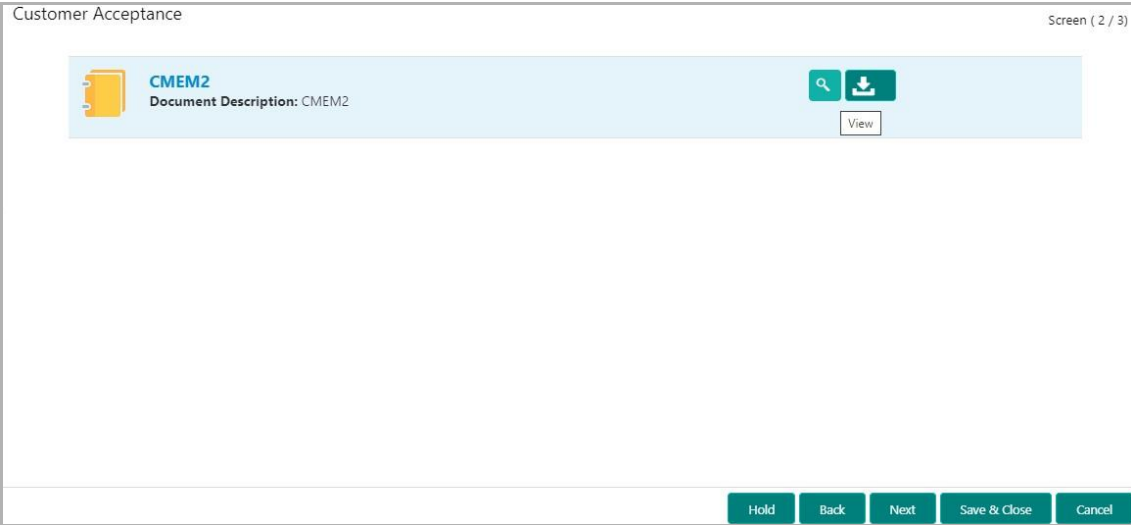 Customer Acceptance
Screen ( 2 / 3)
CMEM2
Document Description: CMEM2
View
Hold Back Next Save & Close Cancel